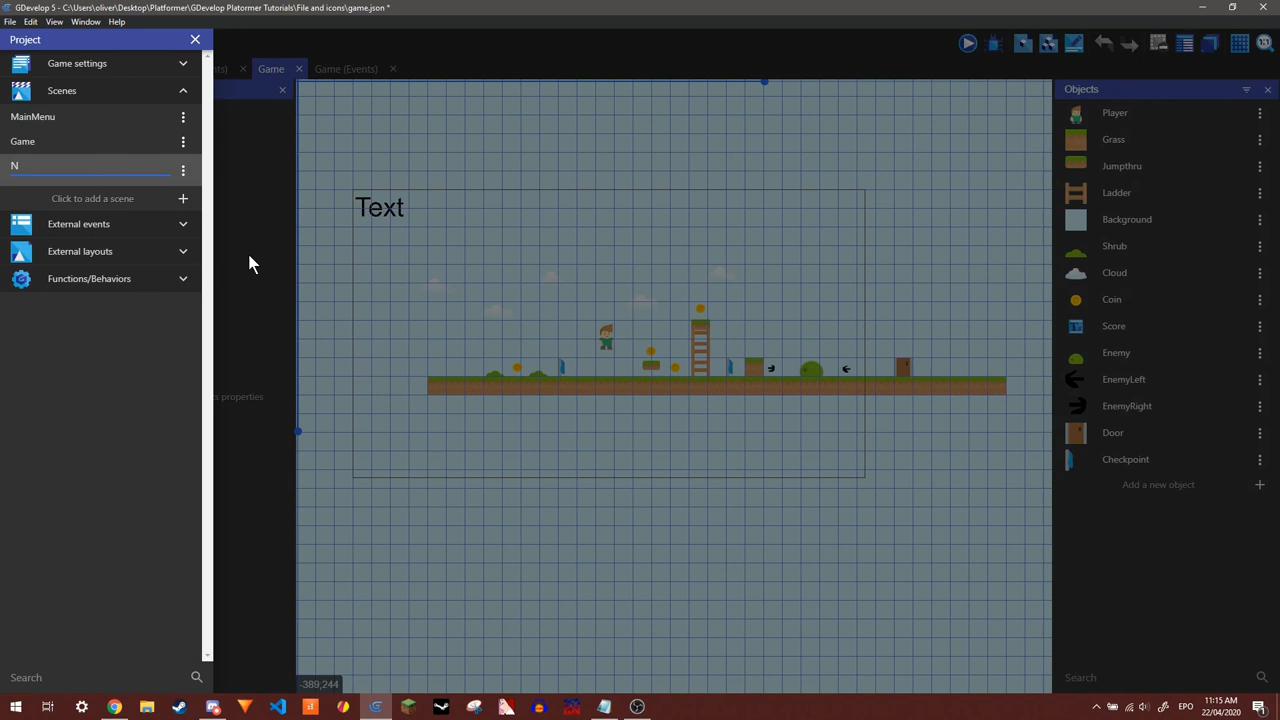 GDevelop 5 - C:\Users\oliver\Desktop\Platformer\GDevelop Platormer Tutorials\File and icons\game.json *
File Edit View Window Help
Project
Game settings
Scenes
MainMenu
Game
N
Click to add a scene
External events
External layouts
Functions/Behaviors
Search
nts)
Game
Game (Events)
s properties
Text
-389,244
Objects
Player
Grass
Jumpthru
Ladder
Background
Shrub
Cloud
Coin
Score
Enemy
EnemyLeft
EnemyRight
Door
Checkpoint
Add a new object
Search
EPO
11:15 AM
22/04/2020